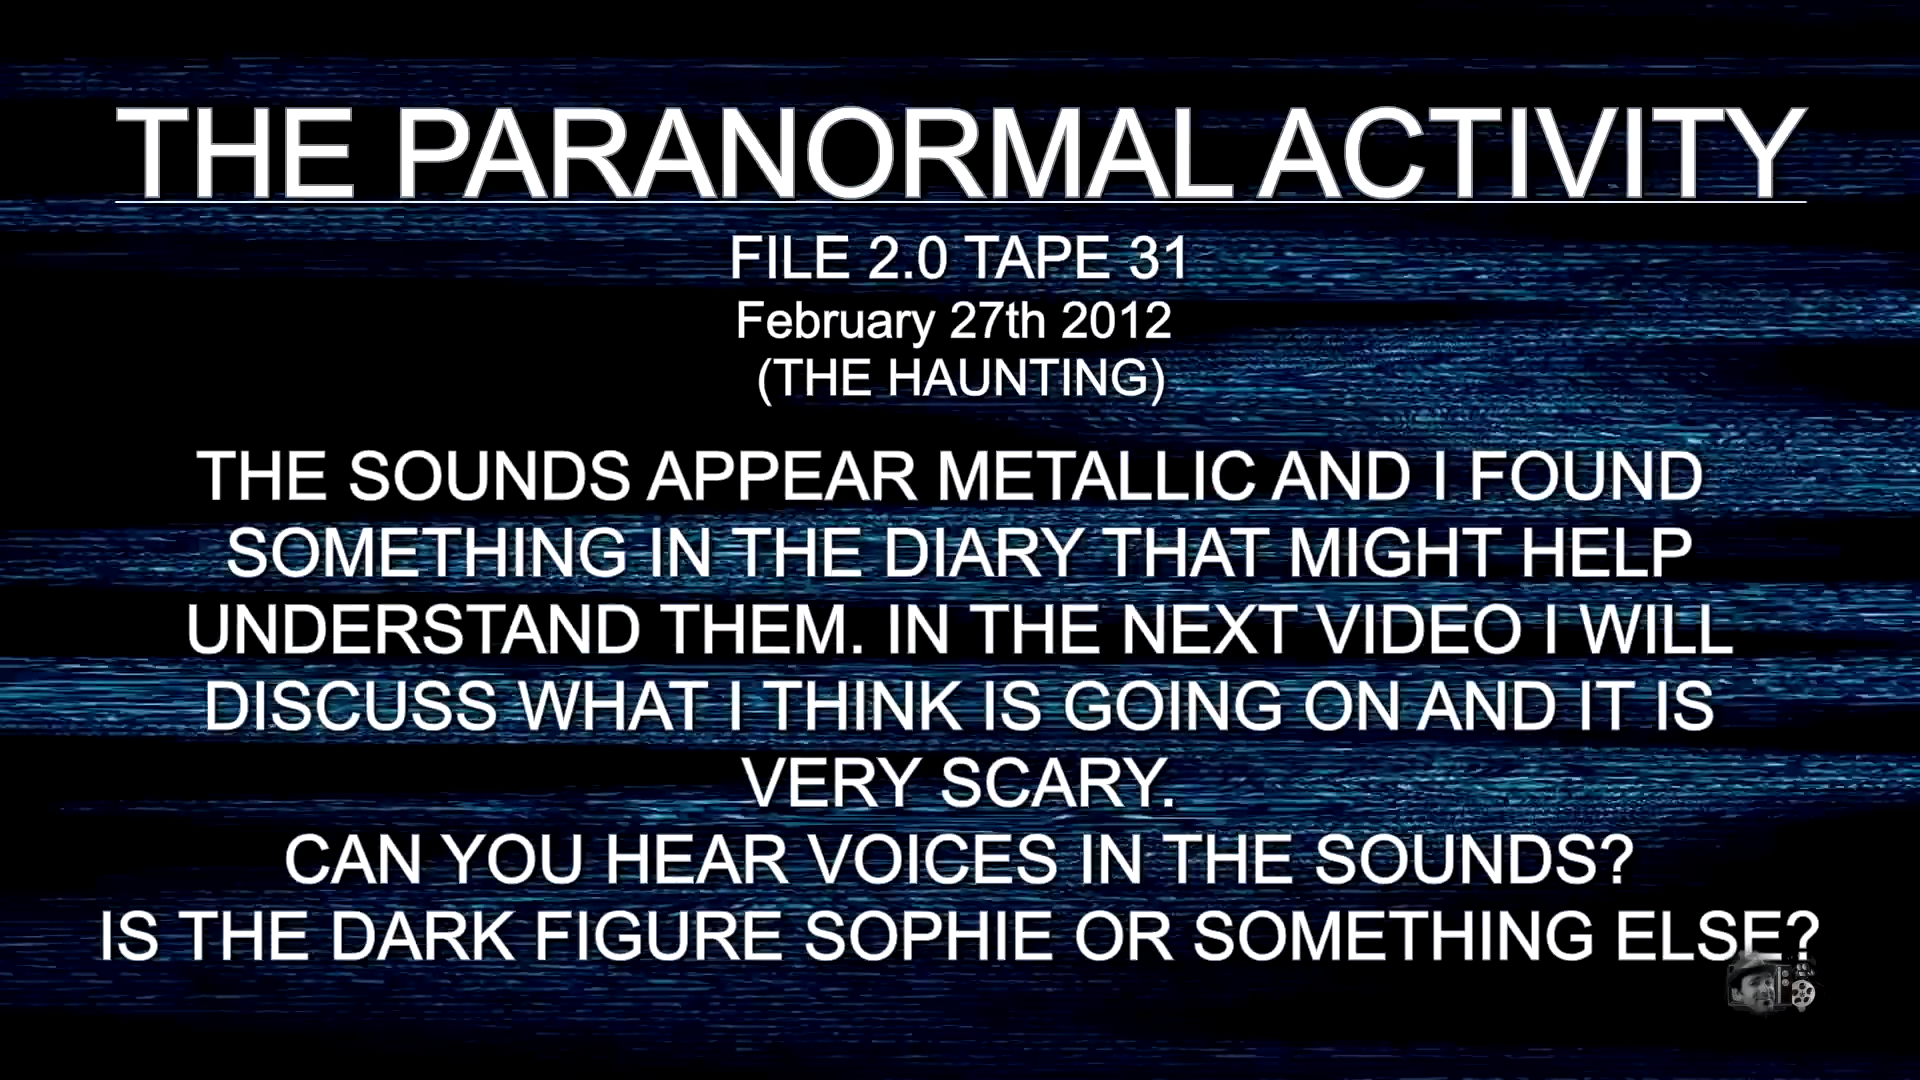 THE PARANORMAL ACTIVITY
FILE 2.0 TAPE 31
February 27th 2012
(THE HAUNTING)
THE SOUNDS APPEAR METALLIC AND I FOUND
SOMETHING IN THE DIARY THAT MIGHT HELP
UNDERSTAND THEM. IN THE NEXT VIDEO I WILL
DISCUSS WHAT I THINK IS GOING ON AND IT IS
VERY SCARY.
CAN YOU HEAR VOICES IN THE SOUNDS?
IS THE DARK FIGURE SOPHIE OR SOMETHING ELSE?